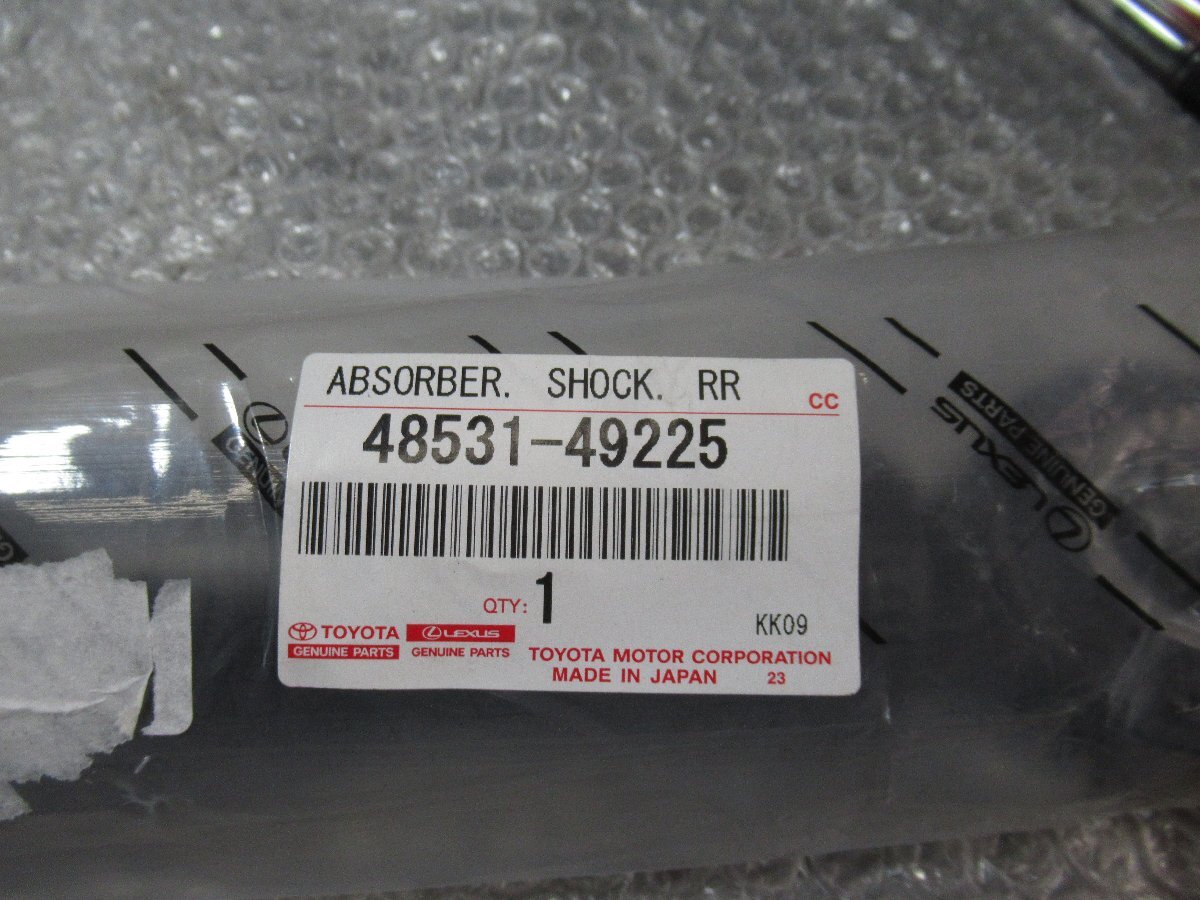 ABSORBER. SHOCK. RR
CC
48531-49225
QTY: 1
KK09
TOYOTA
GENUINE PARTS
LEXUS
GENUINE PARTS
TOYOTA MOTOR CORPORATION
MADE IN JAPAN 23
LEXUS
GENUINE PARTS